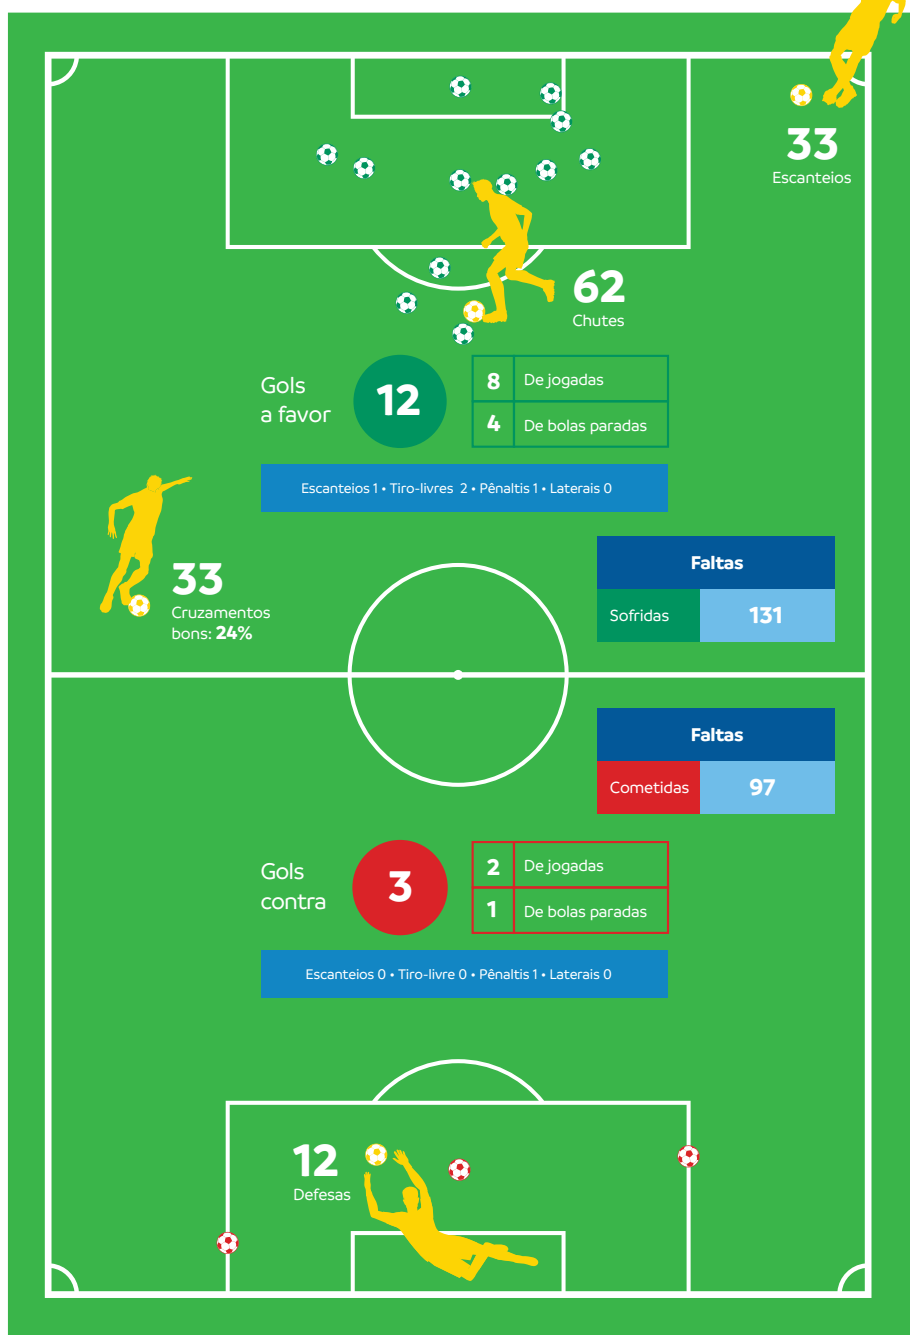 33
Escanteios
62
Chutes
Gols
a favor
12
8 De jogadas
4 De bolas paradas
Escanteios 1 • Tiro-livres 2 • Pênaltis 1 • Laterais 0
33
Cruzamentos
bons: 24%
Faltas
Sofridas 131
Faltas
Cometidas 97
Gols
contra
3
2 De jogadas
1 De bolas paradas
Escanteios 0 • Tiro-livre 0 • Pênaltis 1 • Laterais 0
12
Defesas